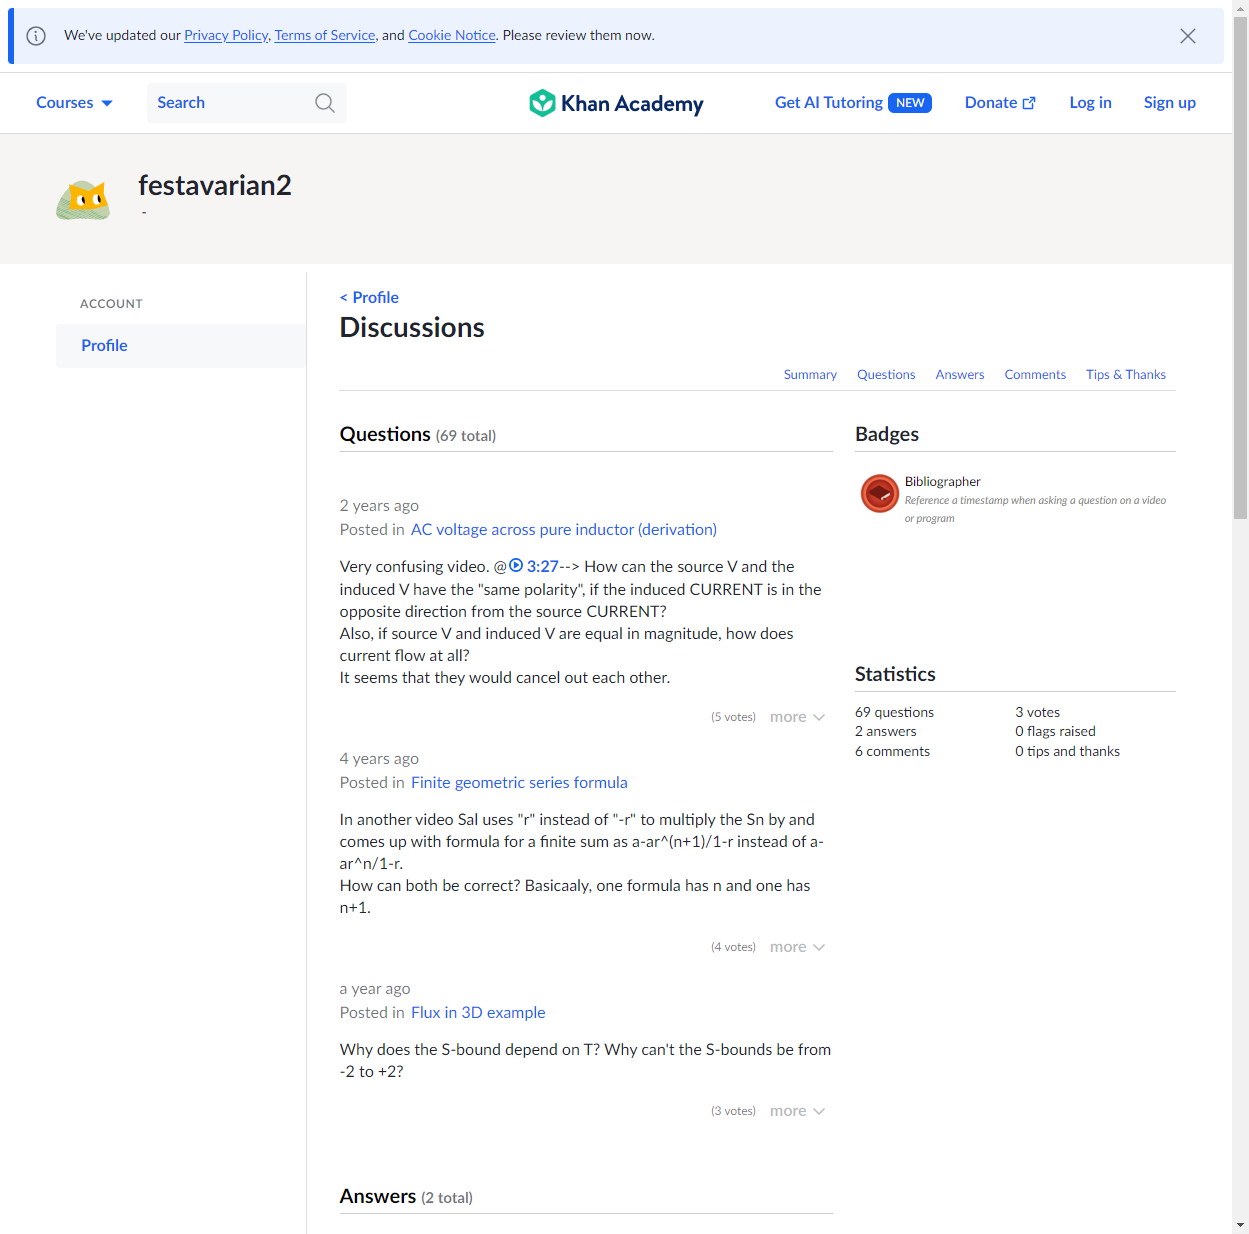 We've updated our Privacy Policy, Terms of Service, and Cookie Notice. Please review them now.
Courses
Search
Khan Academy
Get AI Tutoring NEW
Donate
Log in
Sign up
festavarian2
-
ACCOUNT
Profile
< Profile
Discussions
Summary Questions Answers Comments Tips & Thanks
Questions (69 total)
2 years ago
Posted in AC voltage across pure inductor (derivation)
Very confusing video. @ 3:27--> How can the source V and the
induced V have the "same polarity", if the induced CURRENT is in the
opposite direction from the source CURRENT?
Also, if source V and induced V are equal in magnitude, how does
current flow at all?
It seems that they would cancel out each other.
(5 votes) more
4 years ago
Posted in Finite geometric series formula
In another video Sal uses "r" instead of "-r" to multiply the Sn by and
comes up with formula for a finite sum as a-ar^(n+1)/1-r instead of a-
ar^n/1-r.
How can both be correct? Basicaaly, one formula has n and one has
n+1.
(4 votes) more
a year ago
Posted in Flux in 3D example
Why does the S-bound depend on T? Why can't the S-bounds be from
-2 to +2?
(3 votes) more
Answers (2 total)
Badges
Bibliographer
Reference a timestamp when asking a question on a video
or program
Statistics
69 questions 3 votes
2 answers 0 flags raised
6 comments 0 tips and thanks